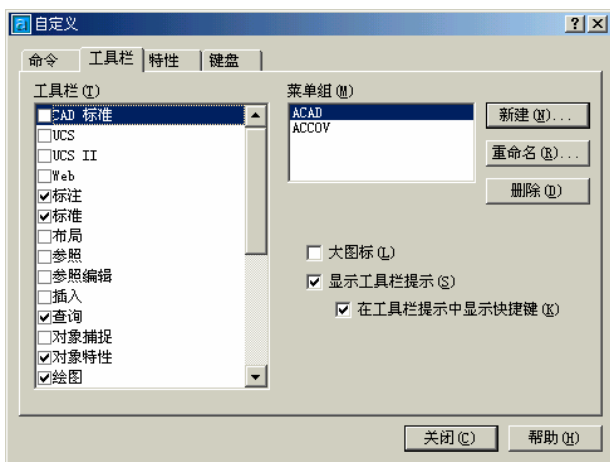 自定义
命令 工具栏 特性 键盘
工具栏(T)
CAD 标准
UCS
UCS II
Web
标注
标准
布局
参照
参照编辑
插入
查询
对象捕捉
对象特性
绘图
菜单组(M)
ACAD
ACCOV
新建(N)...
重命名(R)...
删除(D)
大图标(L)
显示工具栏提示(S)
在工具栏提示中显示快捷键(K)
关闭(C) 帮助(H)